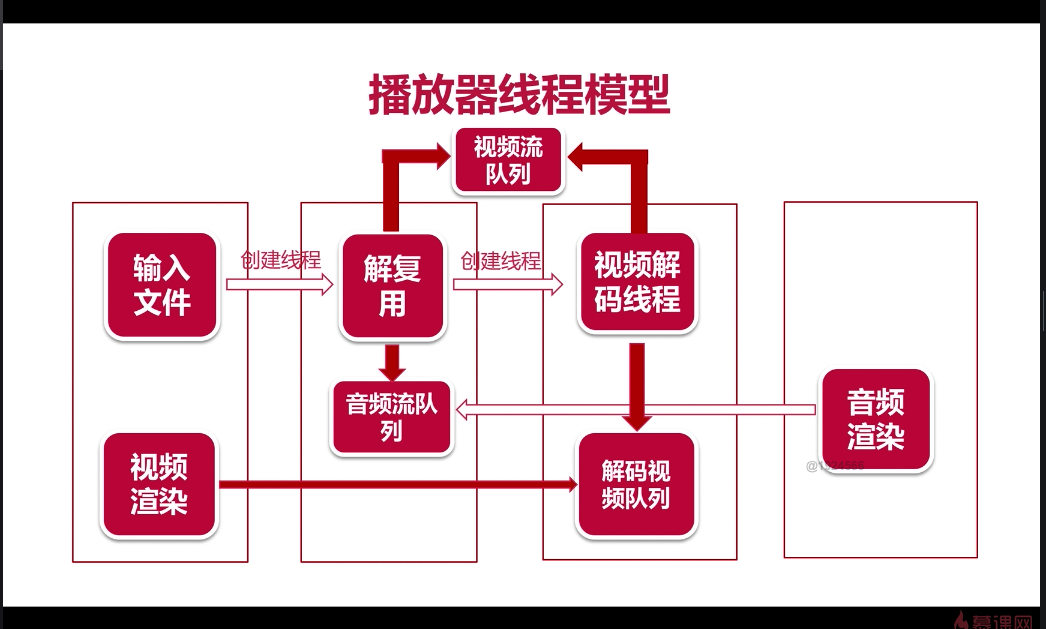 播放器线程模型
视频流
队列
输入
文件
创建线程
解复
用
创建线程
视频解
码线程
音频流队
列
音频
渲染
视频
渲染
解码视
频队列
慕课网